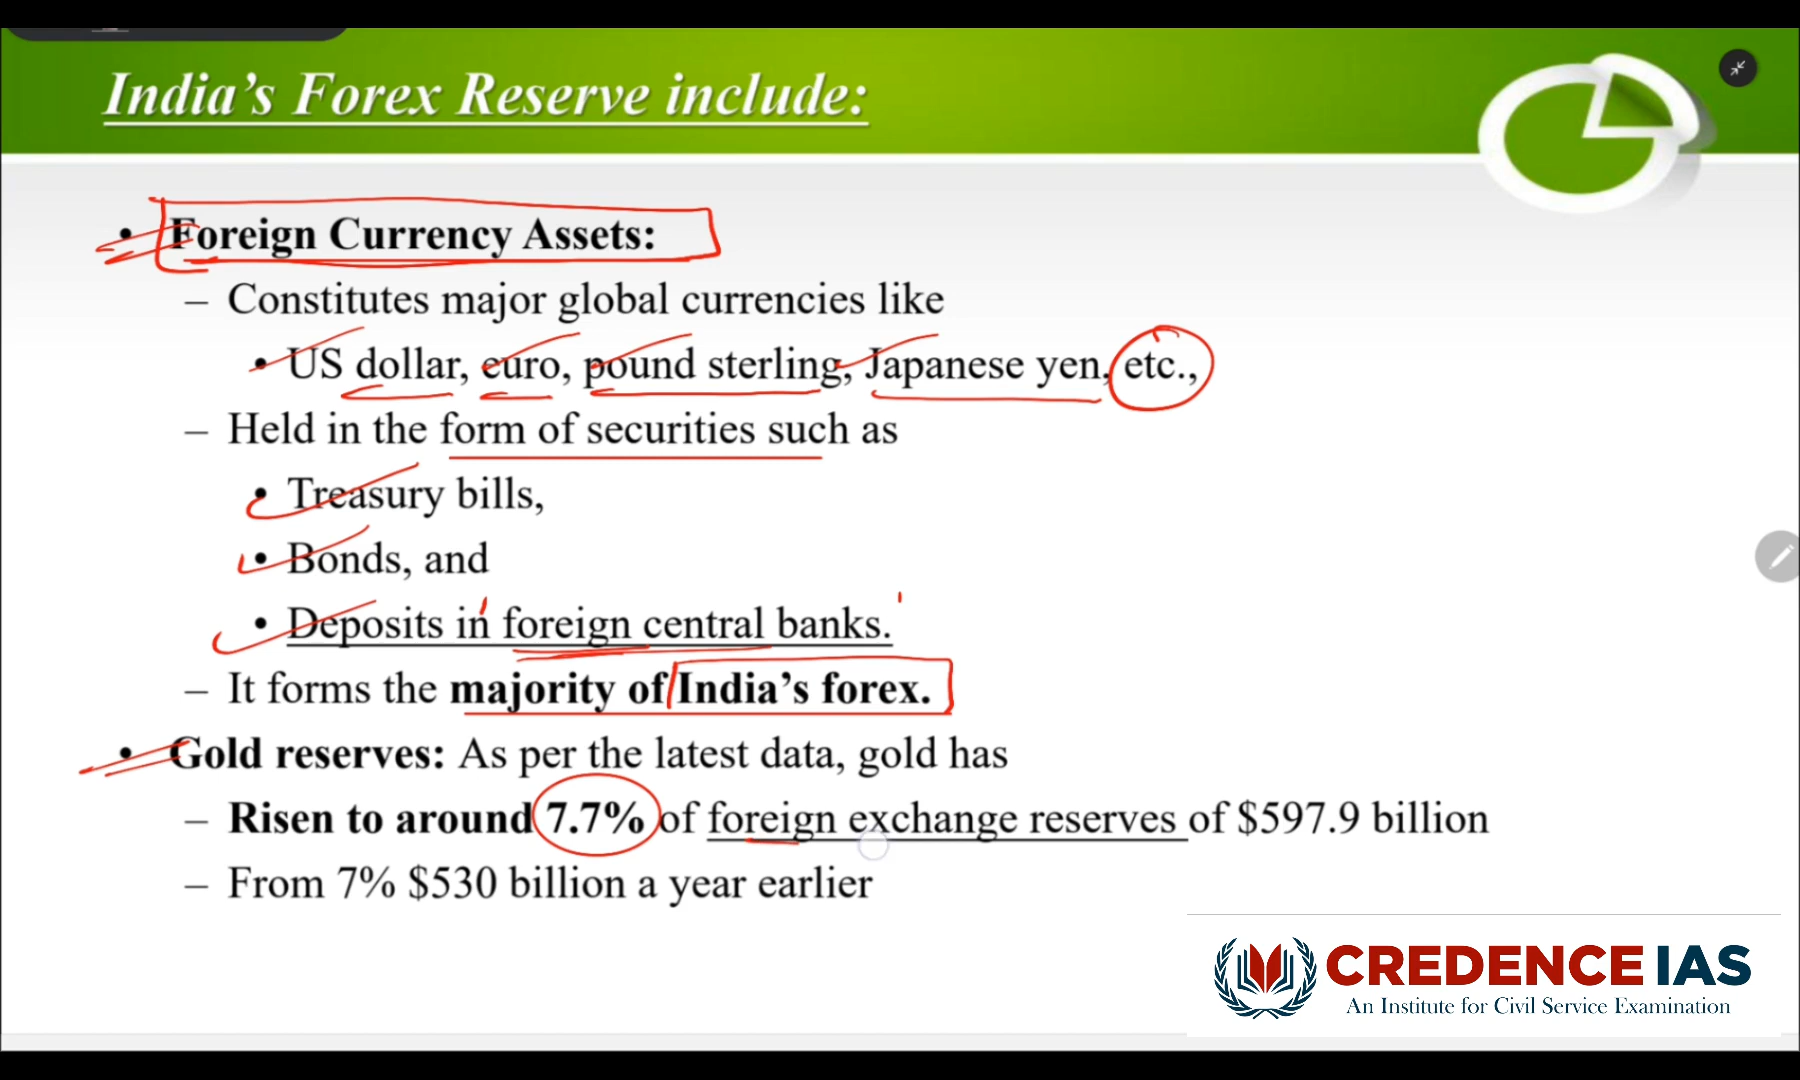 India's Forex Reserve include:
• Foreign Currency Assets:
– Constitutes major global currencies like
• US dollar, euro, pound sterling, Japanese yen, etc.,
– Held in the form of securities such as
• Treasury bills,
• Bonds, and
• Deposits in foreign central banks.
– It forms the majority of India's forex.
• Gold reserves: As per the latest data, gold has
– Risen to around 7.7% of foreign exchange reserves of $597.9 billion
– From 7% $530 billion a year earlier
CREDENCE IAS
An Institute for Civil Service Examination